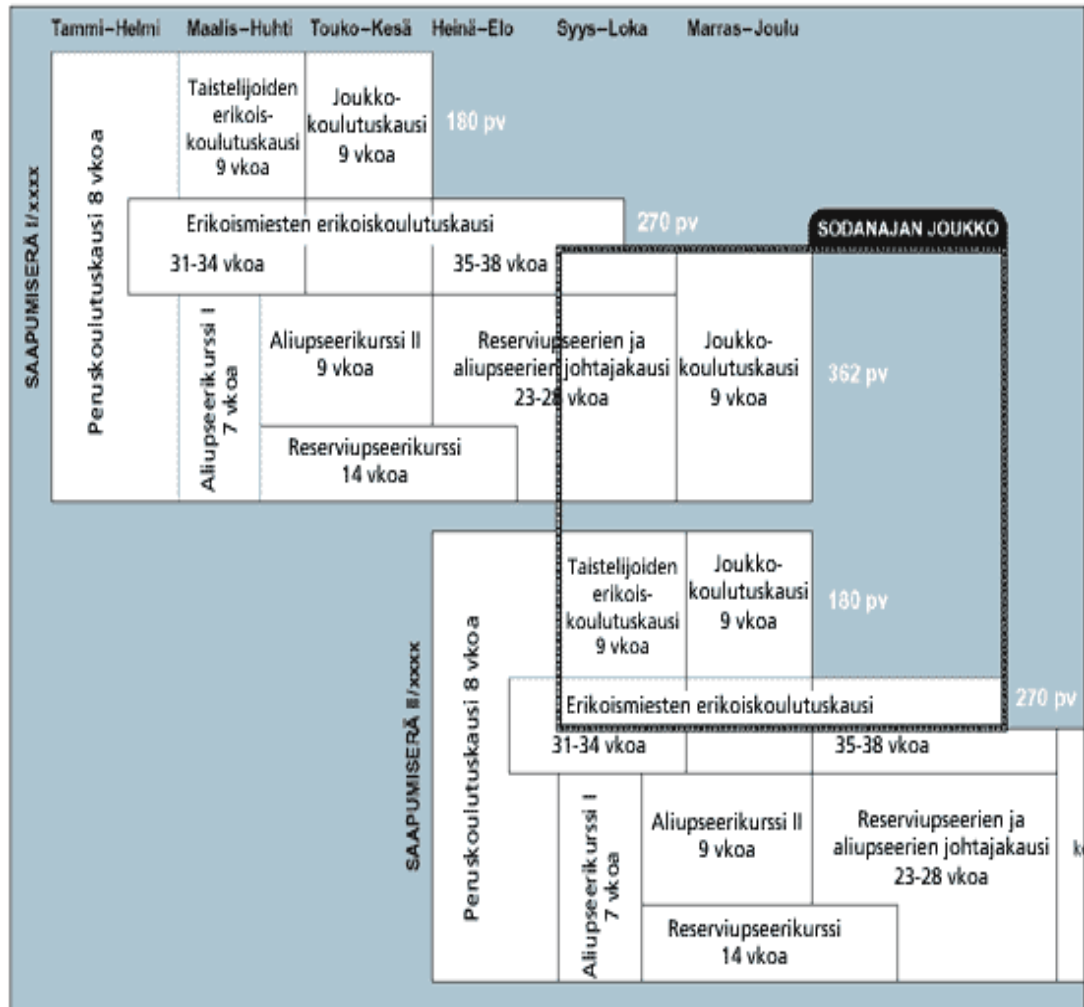 Tammi–Helmi Maalis–Huhti Touko–Kesä Heinä–Elo Syys–Loka Marras–Joulu
SAAPUMISERÄ I/xxxx
Peruskoulutuskausi 8 vkoa
Taistelijoiden
erikois-
koulutuskausi
9 vkoa
Joukko-
koulutuskausi
9 vkoa
180 pv
Erikoismiesten erikoiskoulutuskausi
31-34 vkoa 35-38 vkoa
270 pv
SODANAJAN JOUKKO
Aliupseerikurssi I
7 vkoa
Aliupseerikurssi II
9 vkoa
Reserviupseerien ja
aliupseerien johtajakausi
23-28 vkoa
Joukko-
koulutuskausi
9 vkoa
362 pv
Reserviupseerikurssi
14 vkoa
SAAPUMISERÄ II/xxxx
Peruskoulutuskausi 8 vkoa
Taistelijoiden
erikois-
koulutuskausi
9 vkoa
Joukko-
koulutuskausi
9 vkoa
180 pv
Erikoismiesten erikoiskoulutuskausi
270 pv
31-34 vkoa 35-38 vkoa
Aliupseerikurssi I
7 vkoa
Aliupseerikurssi II
9 vkoa
Reserviupseerien ja
aliupseerien johtajakausi
23-28 vkoa
Reserviupseerikurssi
14 vkoa